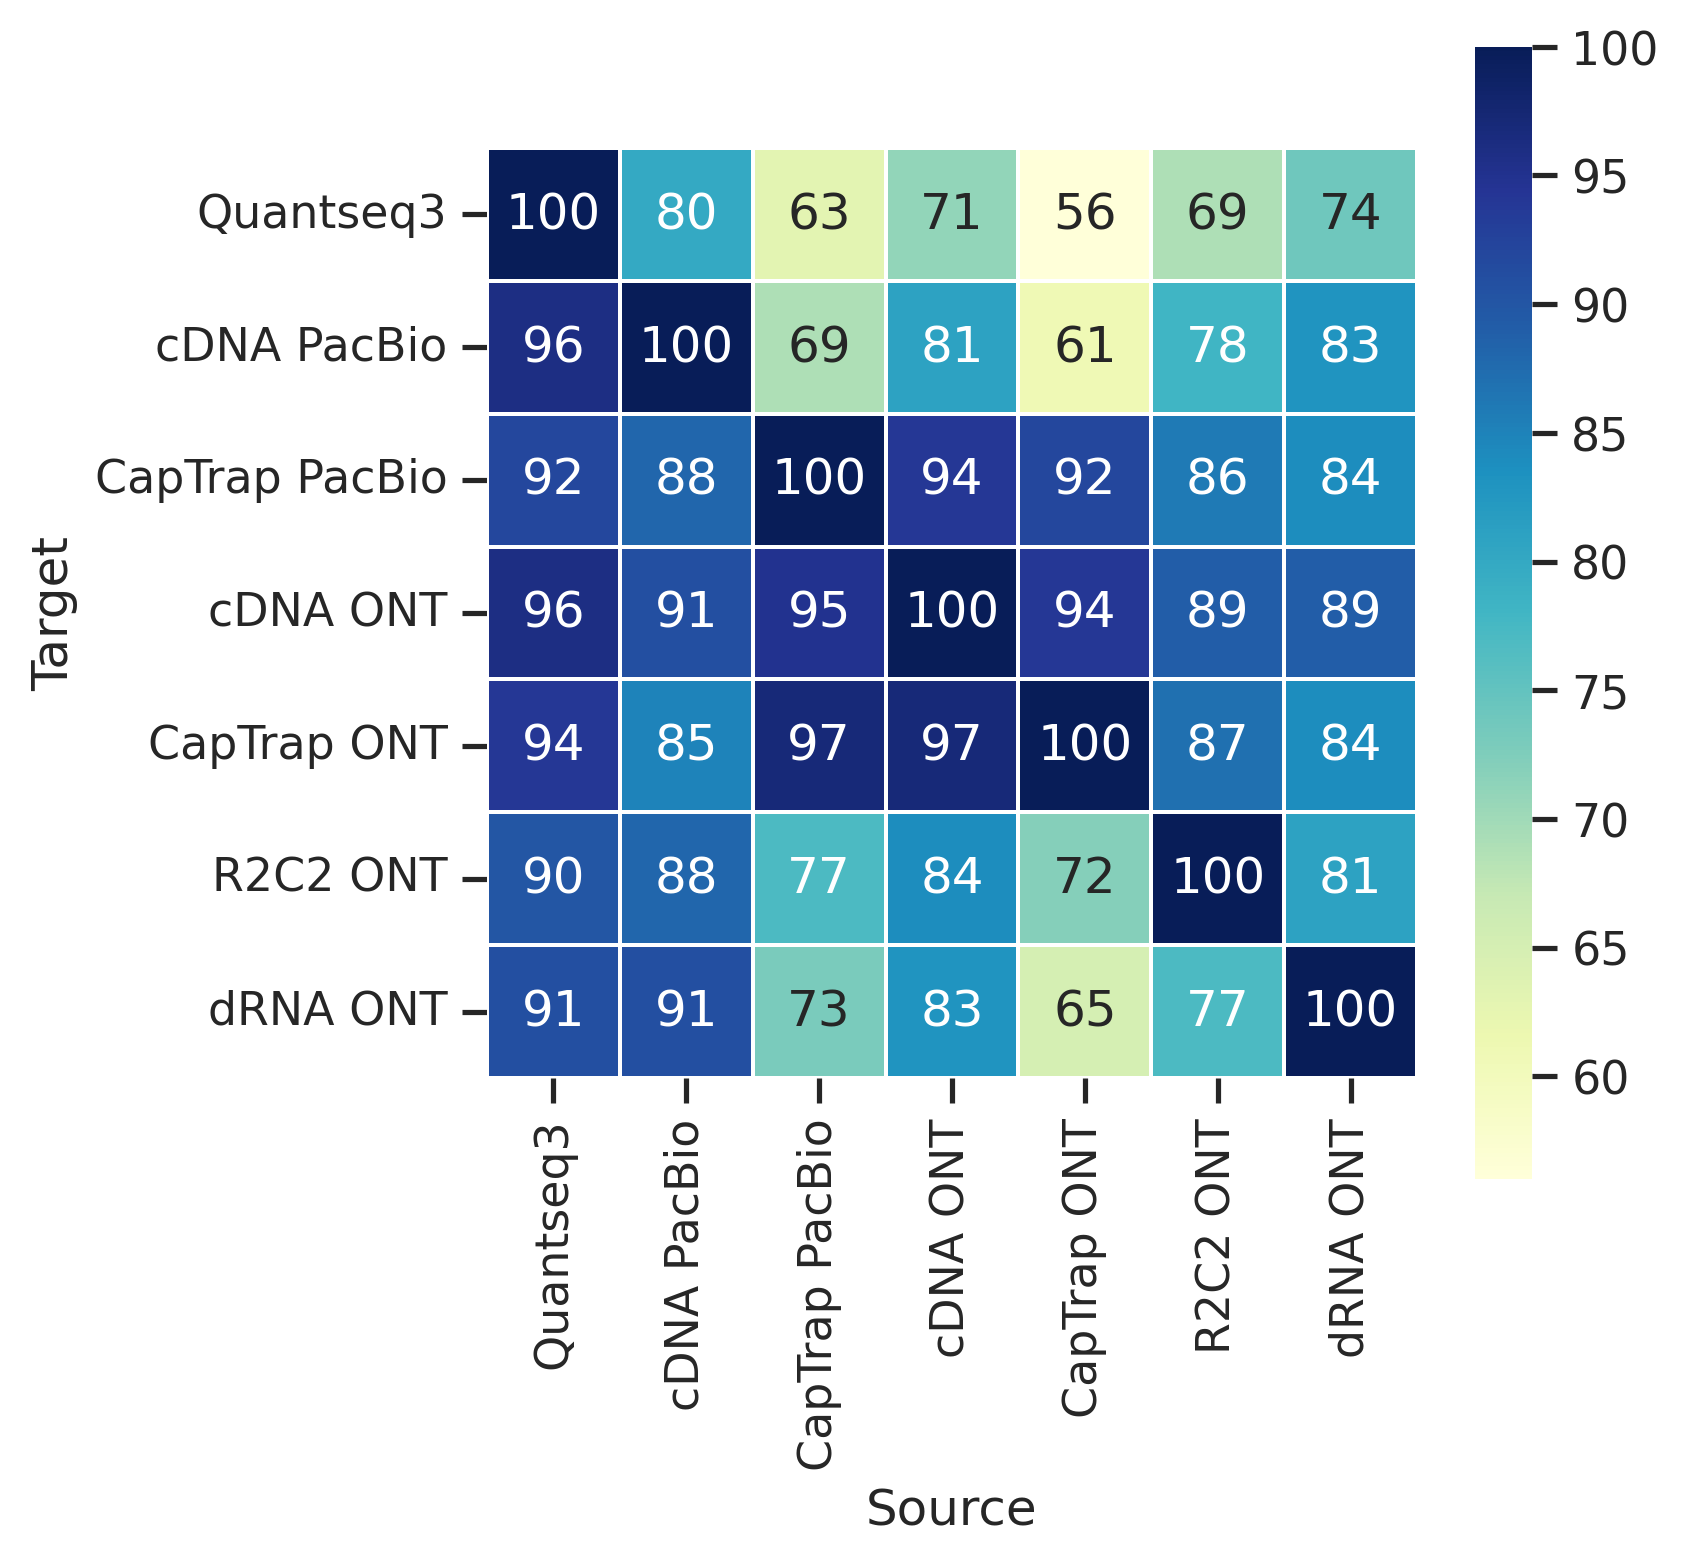 100
95
90
85
80
75
70
65
60
Target
Quantseq3 100 80 63 71 56 69 74
cDNA PacBio 96 100 69 81 61 78 83
CapTrap PacBio 92 88 100 94 92 86 84
cDNA ONT 96 91 95 100 94 89 89
CapTrap ONT 94 85 97 97 100 87 84
R2C2 ONT 90 88 77 84 72 100 81
dRNA ONT 91 91 73 83 65 77 100
Quantseq3
cDNA PacBio
CapTrap PacBio
cDNA ONT
CapTrap ONT
R2C2 ONT
dRNA ONT
Source